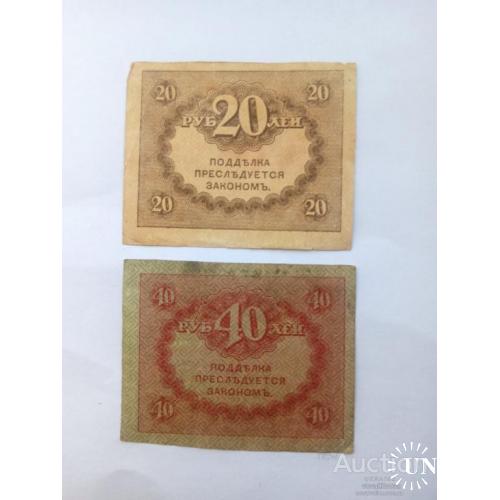 20 20
РУБ 20 ЛЕЙ
ПОДДѢЛКА
ПРЕСЛѢДУЕТСЯ
ЗАКОНОМЪ.
20 20
40 40
РУБ 40 ЛЕЙ
ПОДДѢЛКА
ПРЕСЛѢДУЕТСЯ
ЗАКОНОМЪ.
40 40
Auction
UN